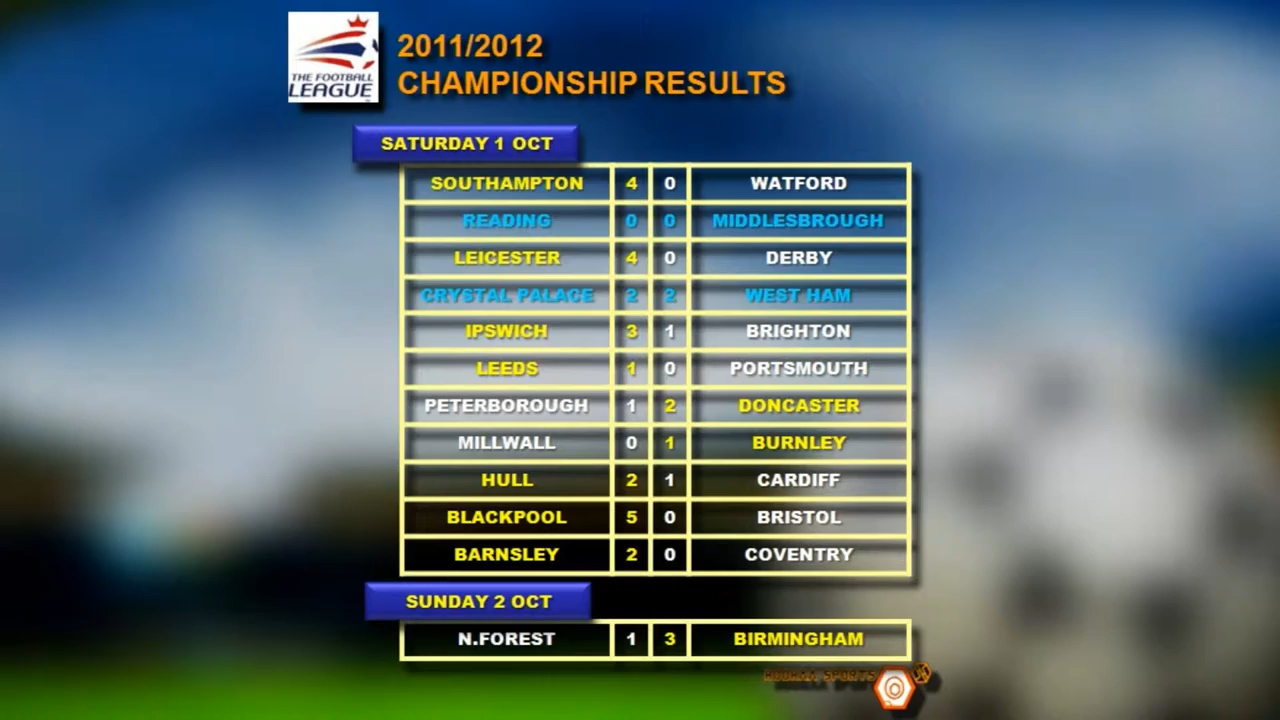 THE FOOTBALL
LEAGUE
2011/2012
CHAMPIONSHIP RESULTS
SATURDAY 1 OCT
SOUTHAMPTON 4 0 WATFORD
READING 0 0 MIDDLESBROUGH
LEICESTER 4 0 DERBY
CRYSTAL PALACE 2 2 WEST HAM
IPSWICH 3 1 BRIGHTON
LEEDS 1 0 PORTSMOUTH
PETERBOROUGH 1 2 DONCASTER
MILLWALL 0 1 BURNLEY
HULL 2 1 CARDIFF
BLACKPOOL 5 0 BRISTOL
BARNSLEY 2 0 COVENTRY
SUNDAY 2 OCT
N.FOREST 1 3 BIRMINGHAM
SPORTS